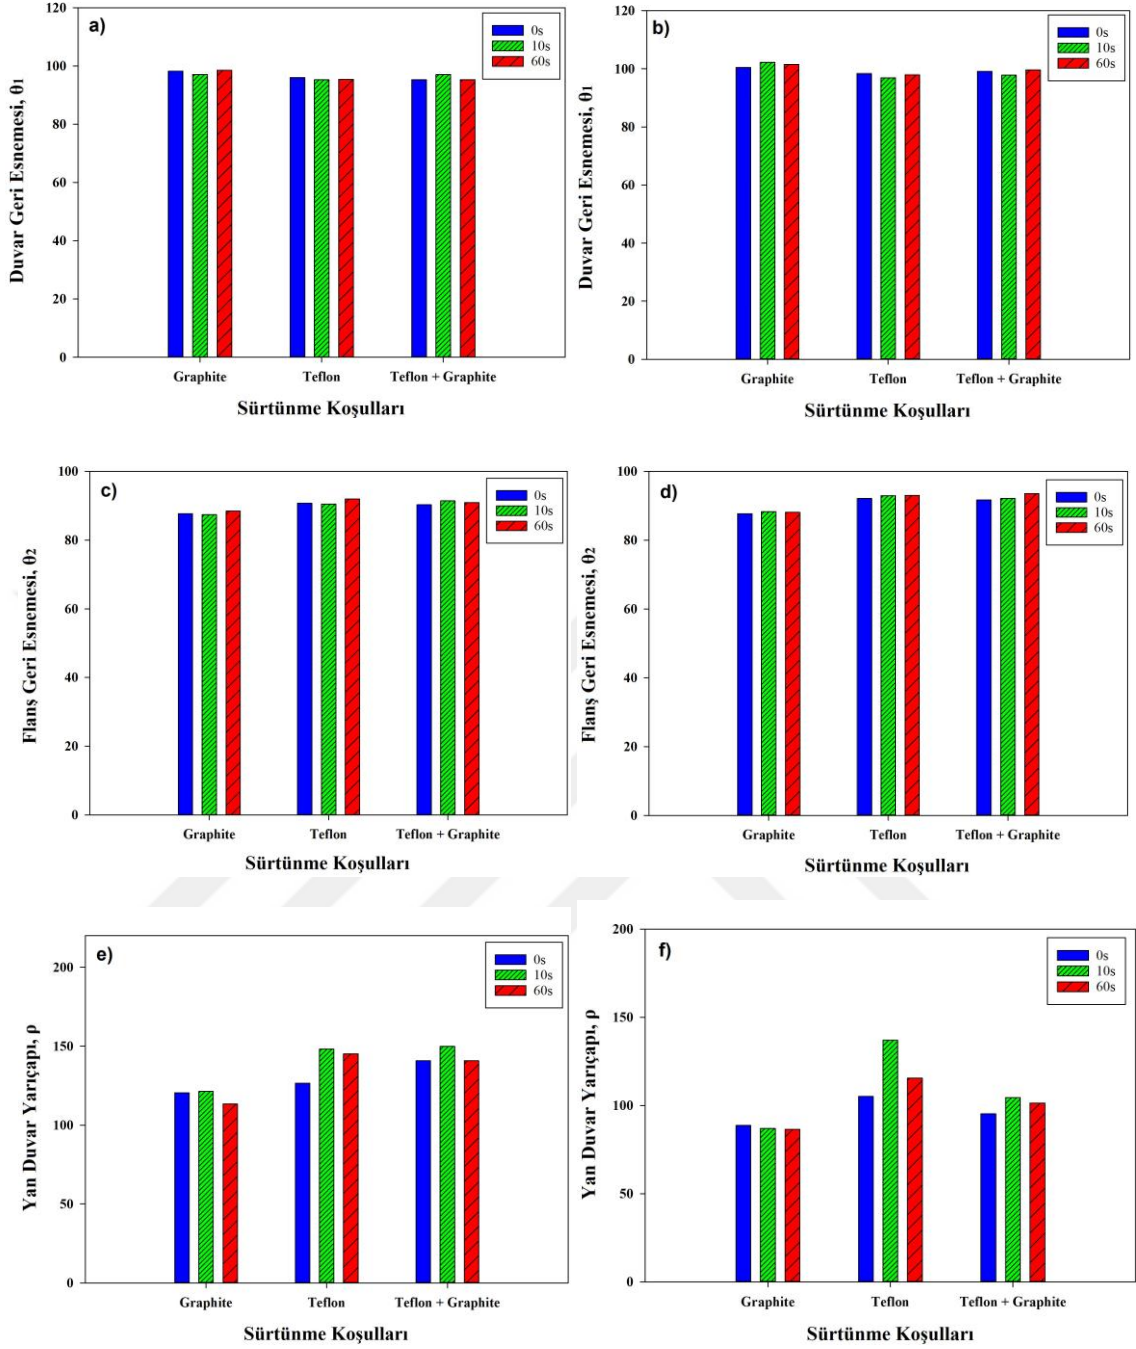 a)
120
100
80
60
40
20
0
Duvar Geri Esnemesi, θ1
0s
10s
60s
Graphite Teflon Teflon + Graphite
Sürtünme Koşulları
b)
120
100
80
60
40
20
0
Duvar Geri Esnemesi, θ1
0s
10s
60s
Graphite Teflon Teflon + Graphite
Sürtünme Koşulları
c)
100
80
60
40
20
0
Flanş Geri Esnemesi, θ2
0s
10s
60s
Graphite Teflon Teflon + Graphite
Sürtünme Koşulları
d)
100
80
60
40
20
0
Flanş Geri Esnemesi, θ2
0s
10s
60s
Graphite Teflon Teflon + Graphite
Sürtünme Koşulları
e)
200
150
100
50
0
Yan Duvar Yarıçapı, ρ
0s
10s
60s
Graphite Teflon Teflon + Graphite
Sürtünme Koşulları
f)
200
150
100
50
0
Yan Duvar Yarıçapı, ρ
0s
10s
60s
Graphite Teflon Teflon + Graphite
Sürtünme Koşulları